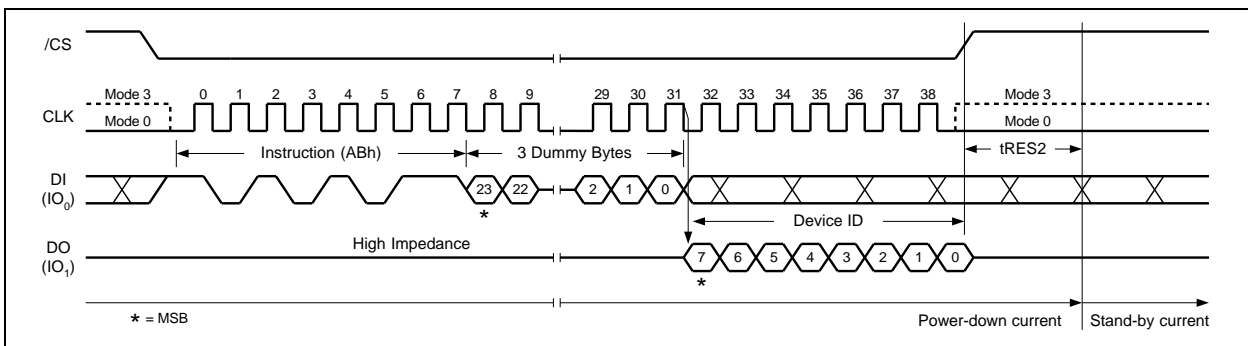 /CS
Mode 3 0 1 2 3 4 5 6 7 8 9 29 30 31 32 33 34 35 36 37 38 Mode 3
CLK
Mode 0 Mode 0
Instruction (ABh) 3 Dummy Bytes tRES2
DI
(IO0)
23 22 2 1 0
*
Device ID
DO
(IO1)
High Impedance
7 6 5 4 3 2 1 0
*
* = MSB
Power-down current Stand-by current